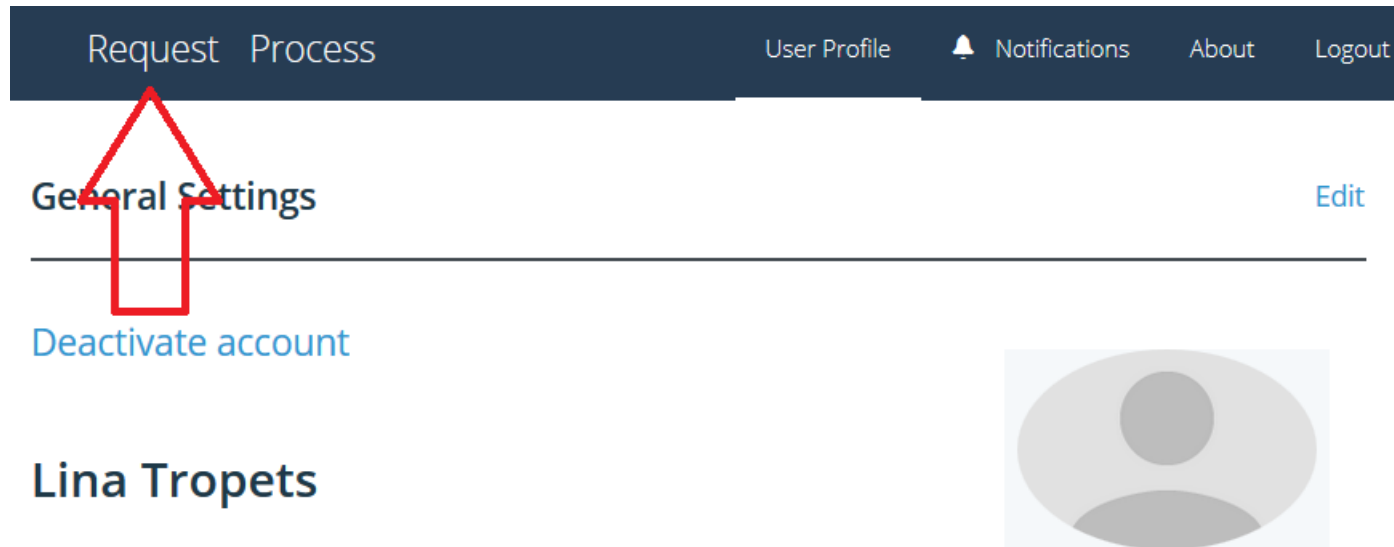 Request Process User Profile Notifications About Logout
General Settings Edit
Deactivate account
Lina Tropets